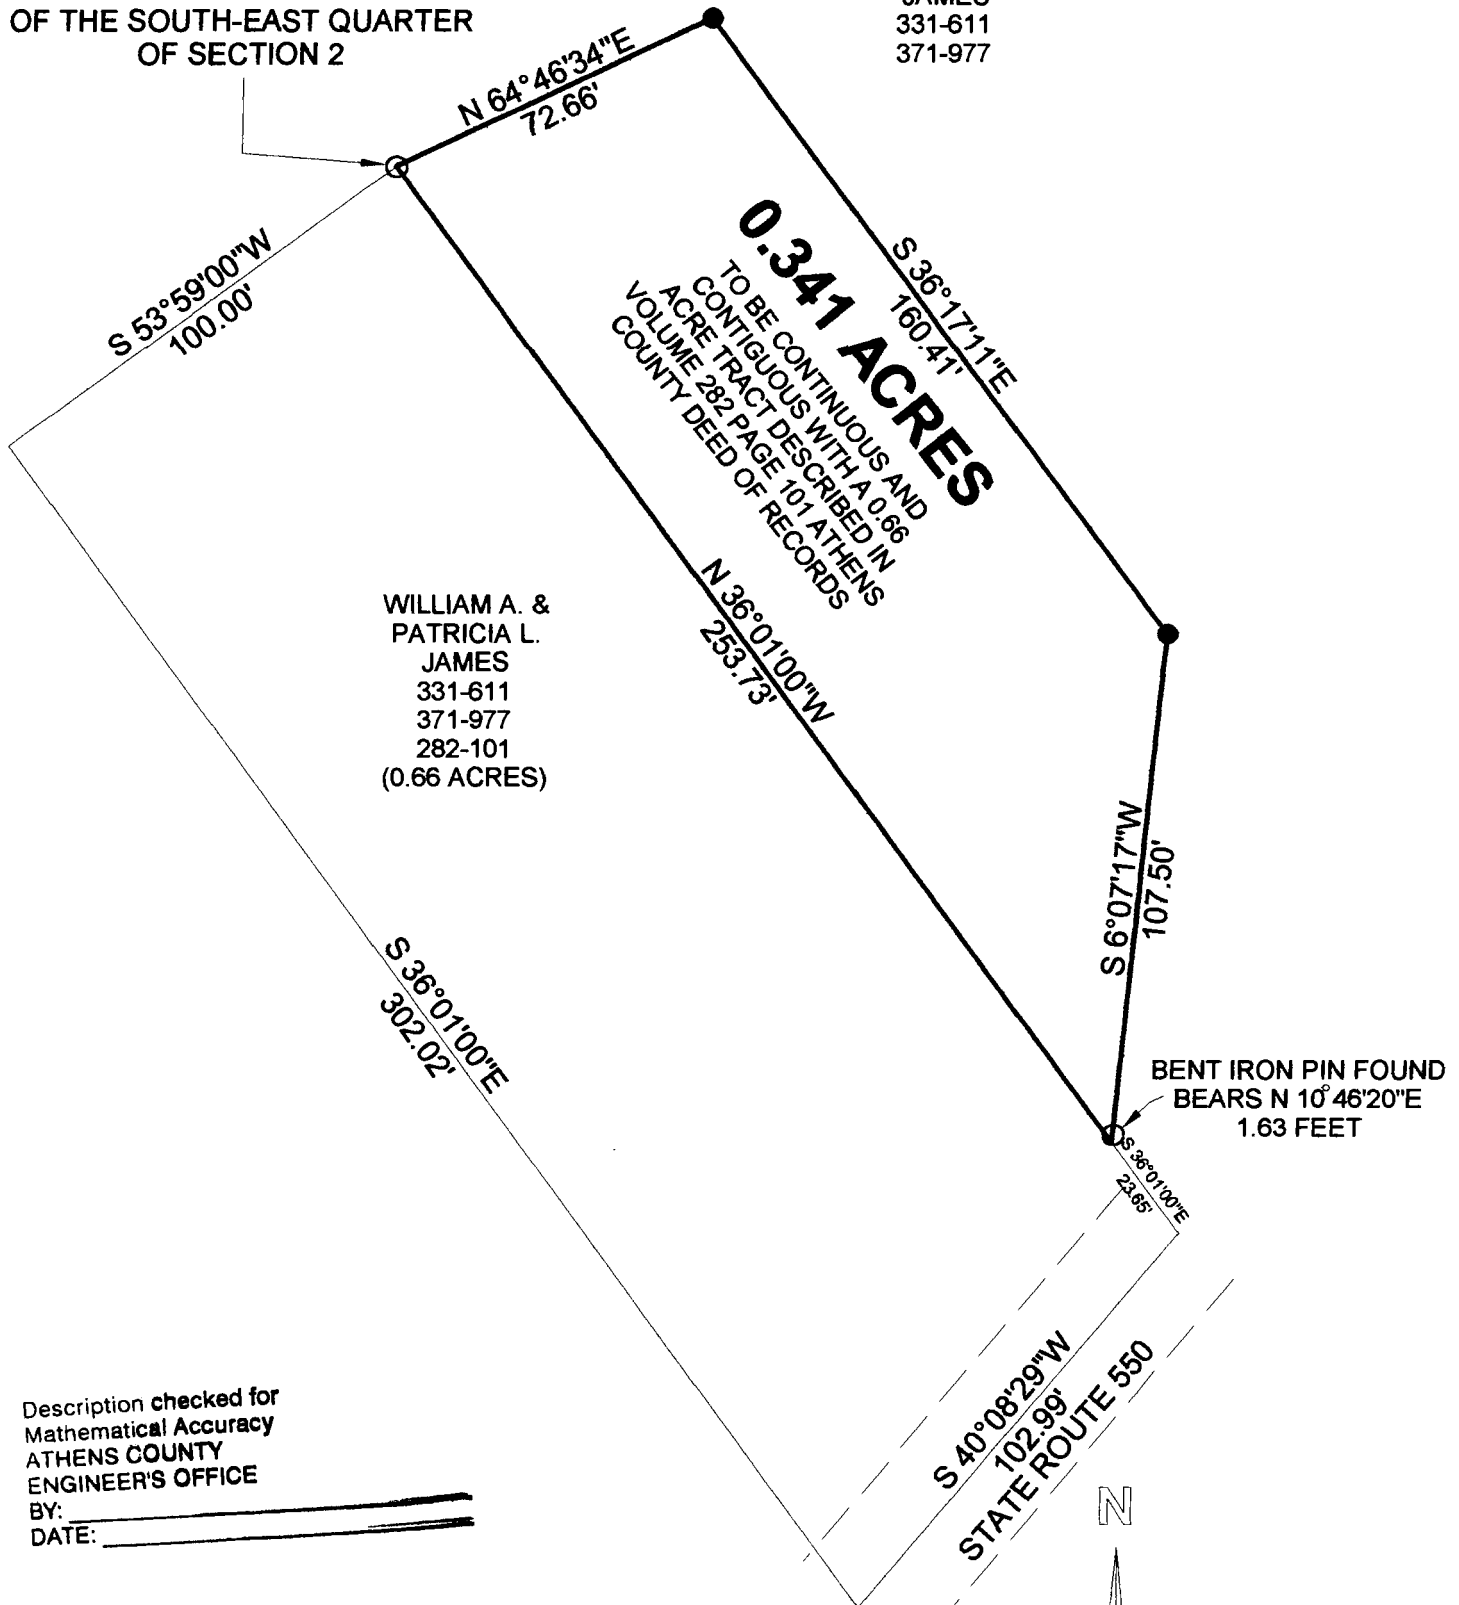 OF THE SOUTH-EAST QUARTER
OF SECTION 2
JAMES
331-611
371-977
N 64°46'34"E
72.66'
S 53°59'00"W
100.00'
S 36°17'11"E
160.41'
0.341 ACRES
TO BE CONTINUOUS AND
CONTIGUOUS WITH A 0.66
ACRE TRACT DESCRIBED IN
VOLUME 282 PAGE 101 ATHENS
COUNTY DEED OF RECORDS
N 36°01'00"W
253.73'
WILLIAM A. &
PATRICIA L.
JAMES
331-611
371-977
282-101
(0.66 ACRES)
S 6°07'17"W
107.50'
S 36°01'00"E
302.02'
BENT IRON PIN FOUND
BEARS N 10°46'20"E
1.63 FEET
S 36°01'00"E
23.65'
S 40°08'29"W
102.99'
STATE ROUTE 550
Description checked for
Mathematical Accuracy
ATHENS COUNTY
ENGINEER'S OFFICE
BY:
DATE:
N